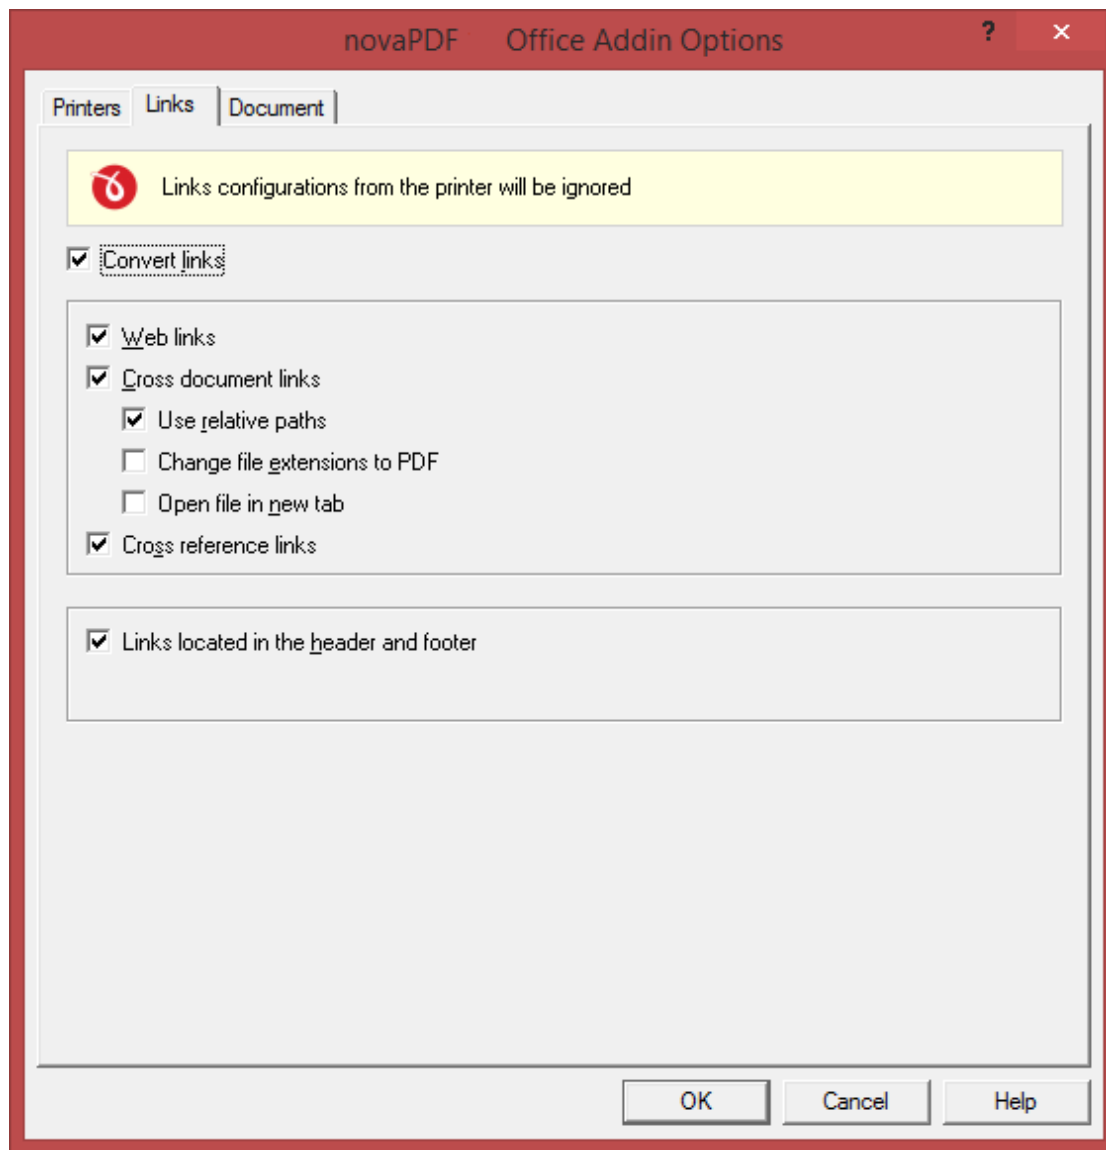 novaPDF Office Addin Options ? ×
Printers Links Document
Links configurations from the printer will be ignored
Convert links
Web links
Cross document links
Use relative paths
Change file extensions to PDF
Open file in new tab
Cross reference links
Links located in the header and footer
OK Cancel Help